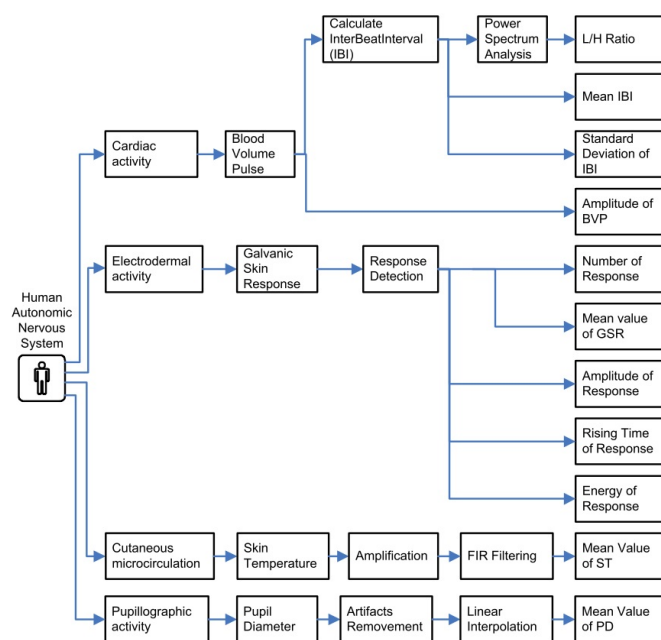 Calculate
InterBeatInterval
(IBI)
Power
Spectrum
Analysis
L/H Ratio
Mean IBI
Cardiac
activity
Blood
Volume
Pulse
Standard
Deviation of
IBI
Amplitude of
BVP
Electrodermal
activity
Galvanic
Skin
Response
Response
Detection
Number of
Response
Human
Autonomic
Nervous
System
Mean value
of GSR
Amplitude of
Response
Rising Time
of Response
Energy of
Response
Cutaneous
microcirculation
Skin
Temperature
Amplification
FIR Filtering
Mean Value
of ST
Pupillographic
activity
Pupil
Diameter
Artifacts
Removement
Linear
Interpolation
Mean Value
of PD